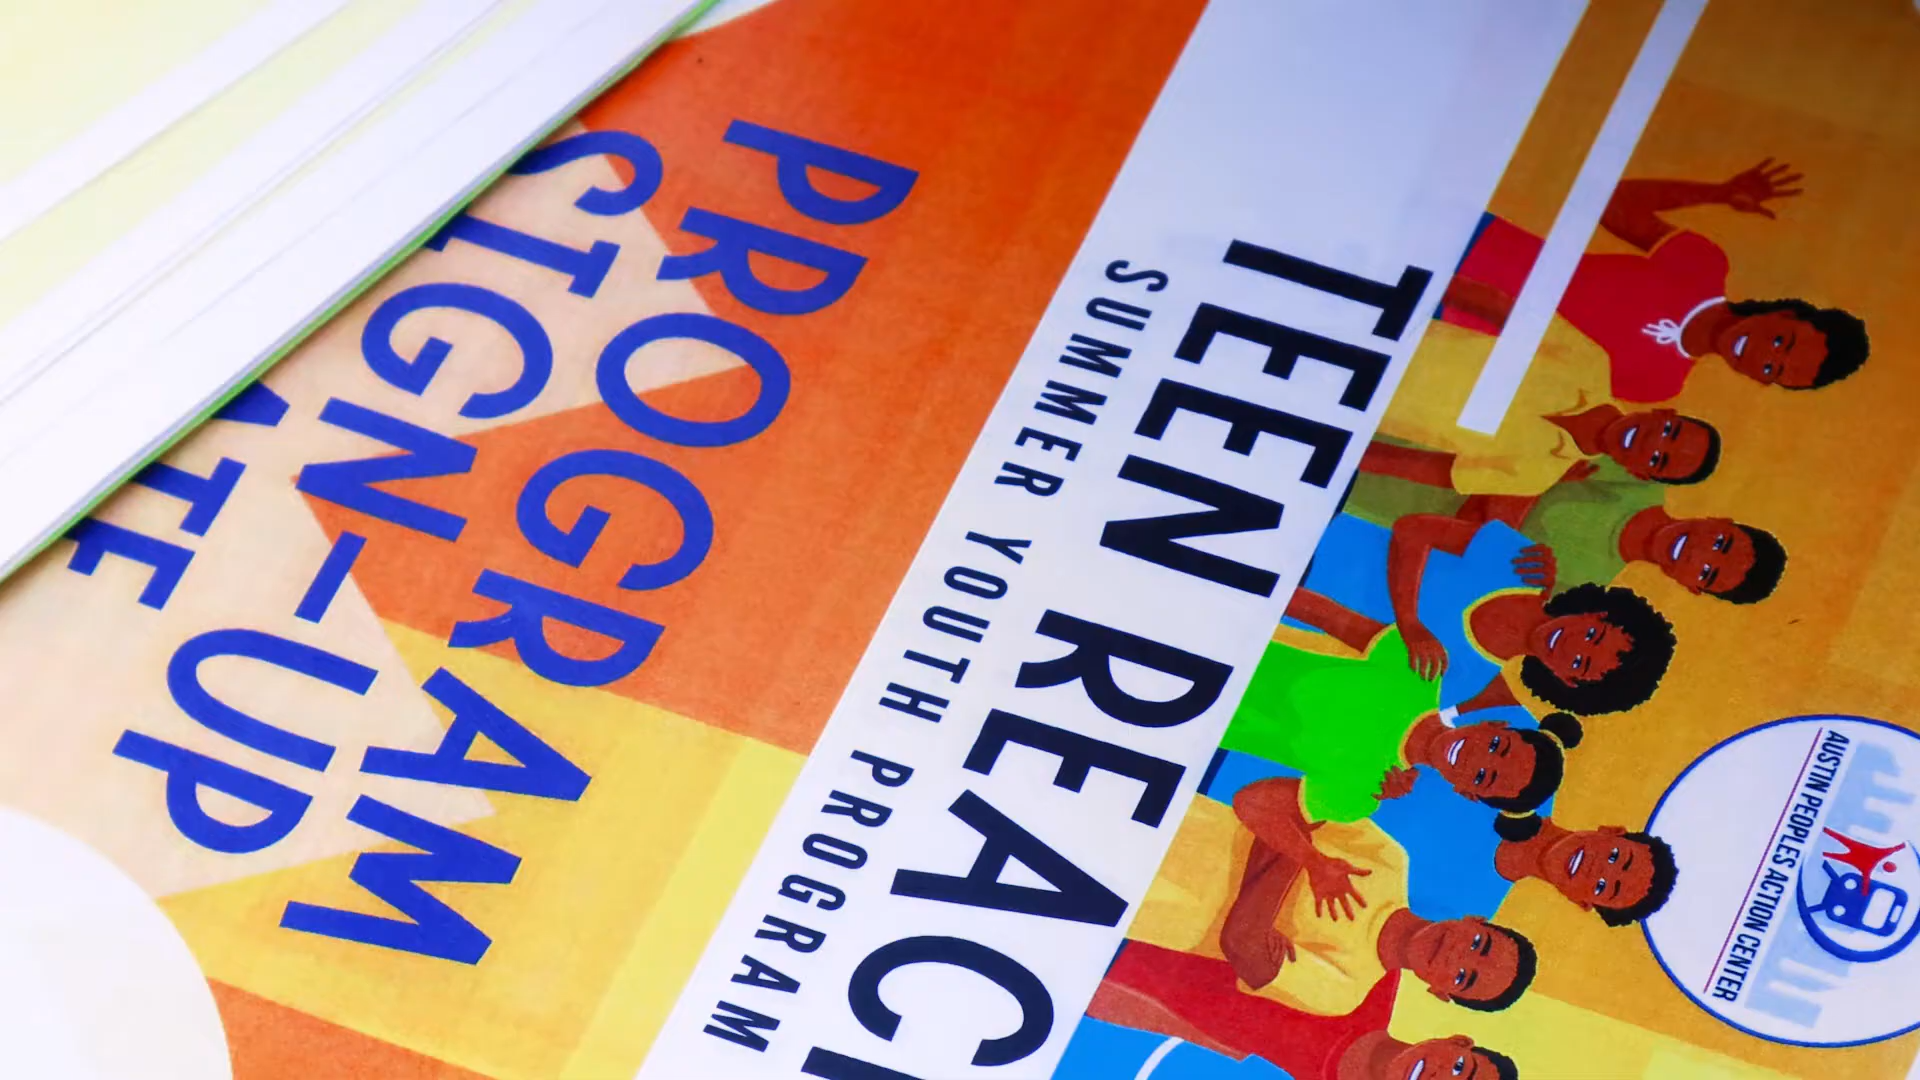 TEEN REACH
SUMMER YOUTH PROGRAM
PROGRAM
SIGN-UP
AUSTIN PEOPLES ACTION CENTER